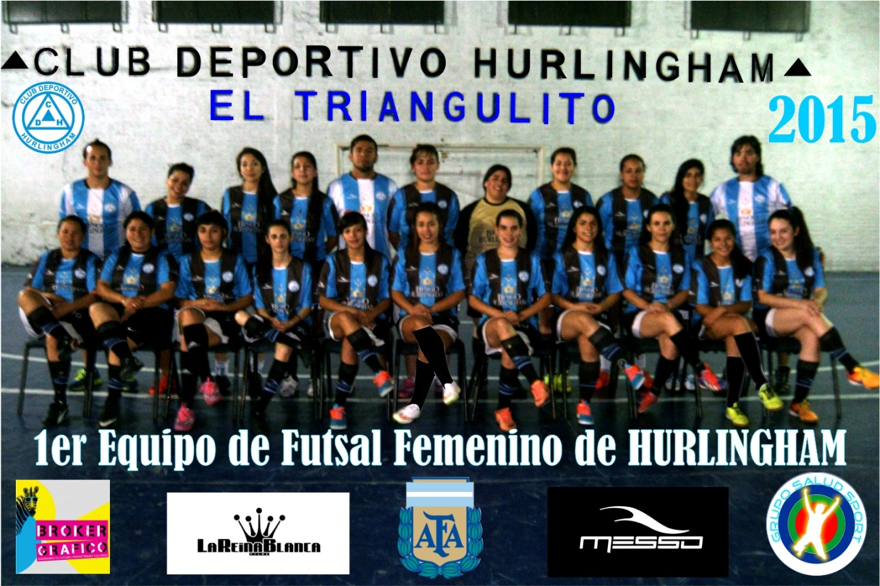 ▲CLUB DEPORTIVO HURLINGHAM▲
EL TRIANGULITO
2015
CLUB DEPORTIVO
C
D H
HURLINGHAM
1er Equipo de Futsal Femenino de HURLINGHAM
BROKER
GRAFICO
LAREINABLANCA
AFA
MESSO
GRUPO SALUD SPORT